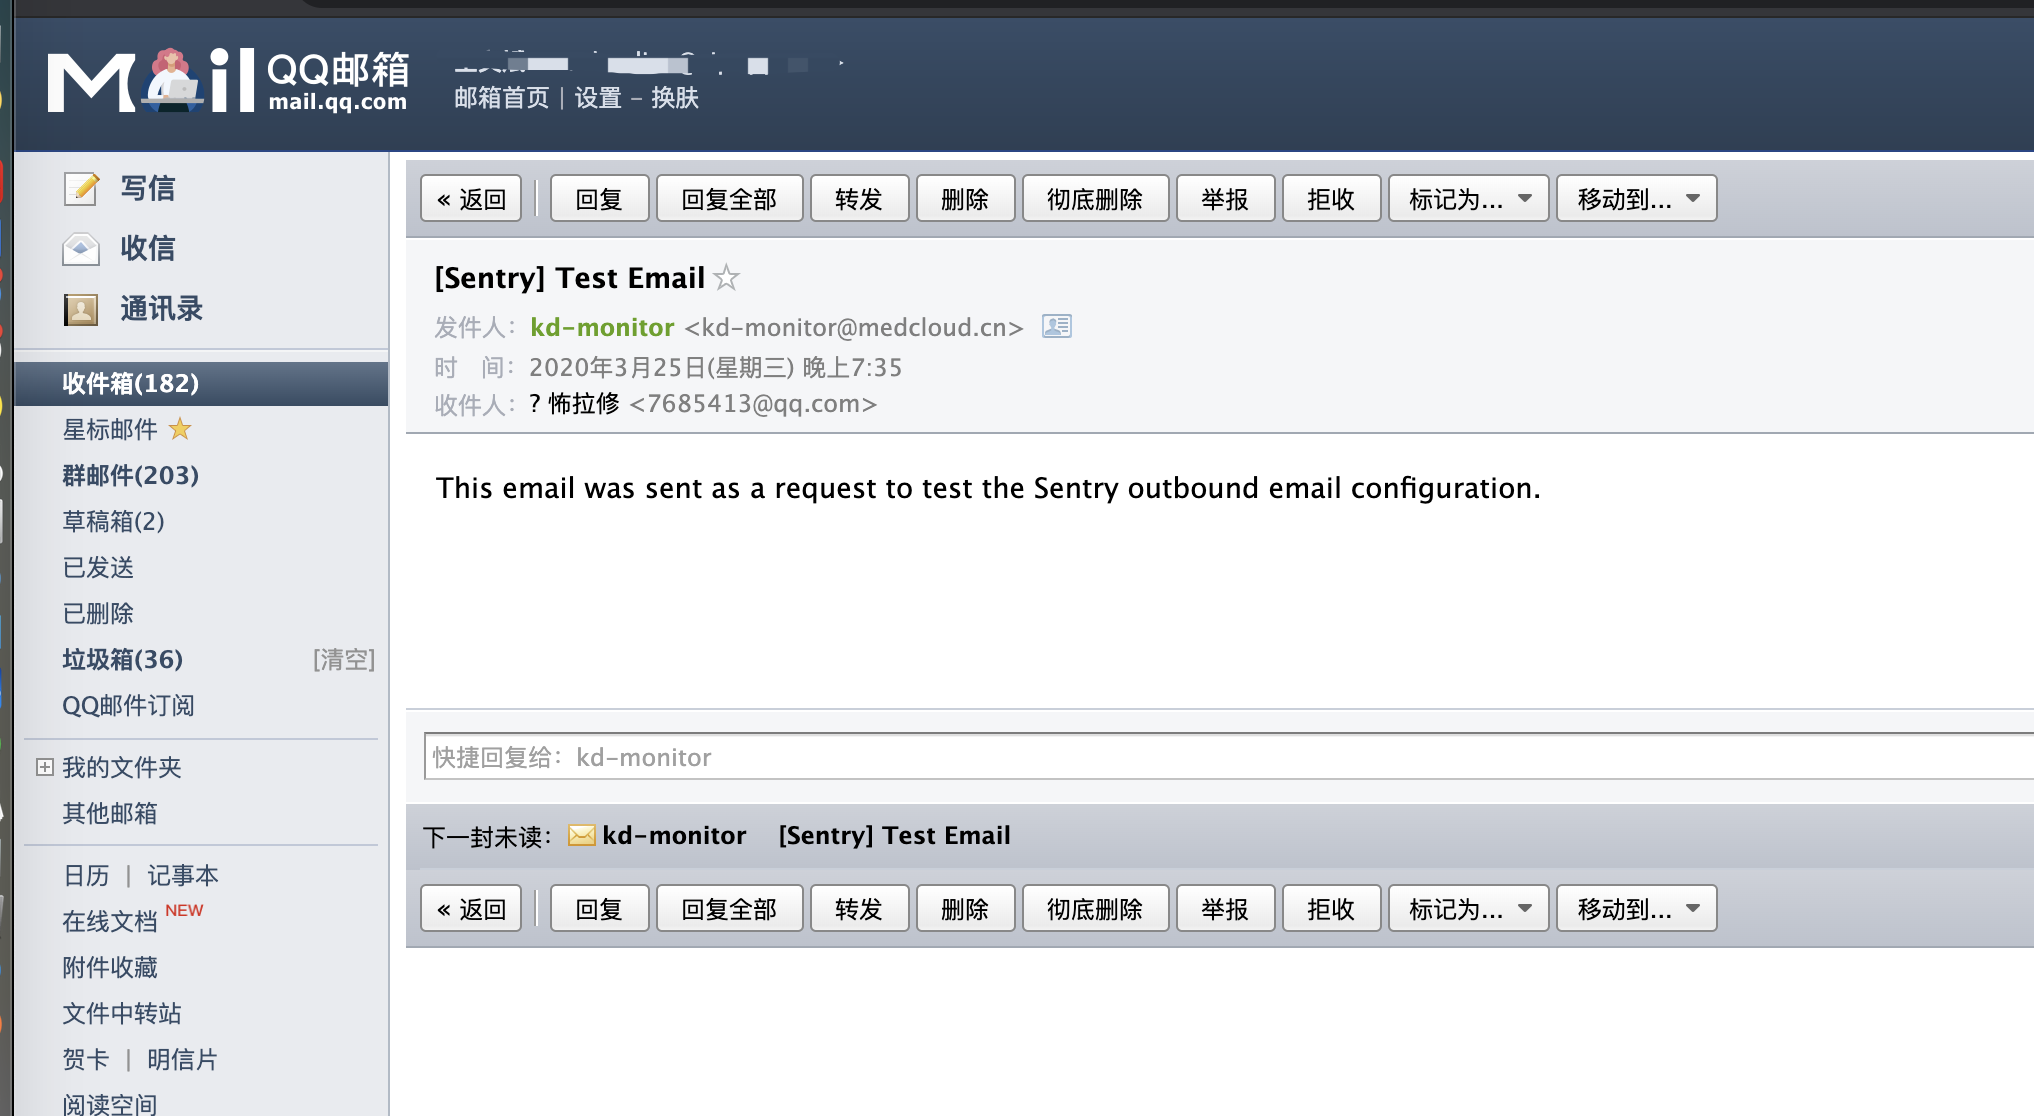 Mail QQ邮箱
mail.qq.com
邮箱首页 | 设置 - 换肤
写信
收信
通讯录
收件箱(182)
星标邮件
群邮件(203)
草稿箱(2)
已发送
已删除
垃圾箱(36) [清空]
QQ邮件订阅
我的文件夹
其他邮箱
日历 | 记事本
在线文档 NEW
附件收藏
文件中转站
贺卡 | 明信片
阅读空间
« 返回 回复 回复全部 转发 删除 彻底删除 举报 拒收 标记为... 移动到...
[Sentry] Test Email
发件人：kd-monitor <kd-monitor@medcloud.cn>
时 间：2020年3月25日(星期三) 晚上7:35
收件人：? 怖拉修 <7685413@qq.com>
This email was sent as a request to test the Sentry outbound email configuration.
快捷回复给：kd-monitor
下一封未读： kd-monitor [Sentry] Test Email
« 返回 回复 回复全部 转发 删除 彻底删除 举报 拒收 标记为... 移动到...